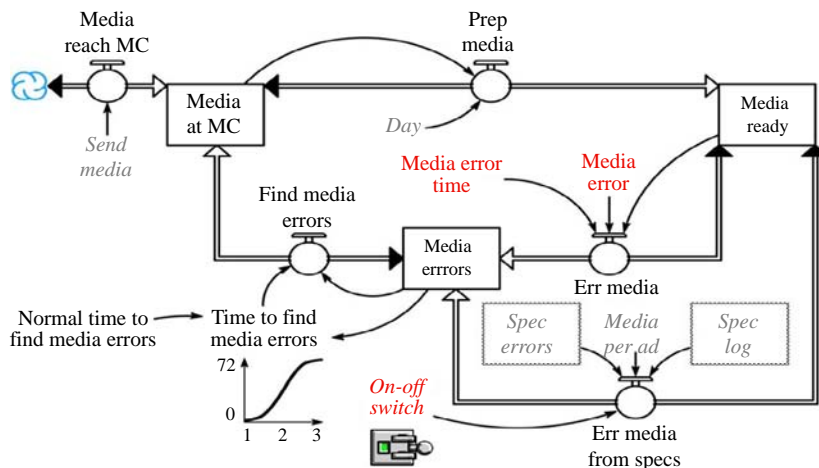 Media
reach MC
Prep
media
Media
at MC
Media
ready
Send
media
Day
Media error
time
Media
error
Find media
errors
Media
errrors
Err media
Normal time to
find media errors
Time to find
media errors
Spec
errors
Media
per ad
Spec
log
72
0
1 2 3
On-off
switch
Err media
from specs